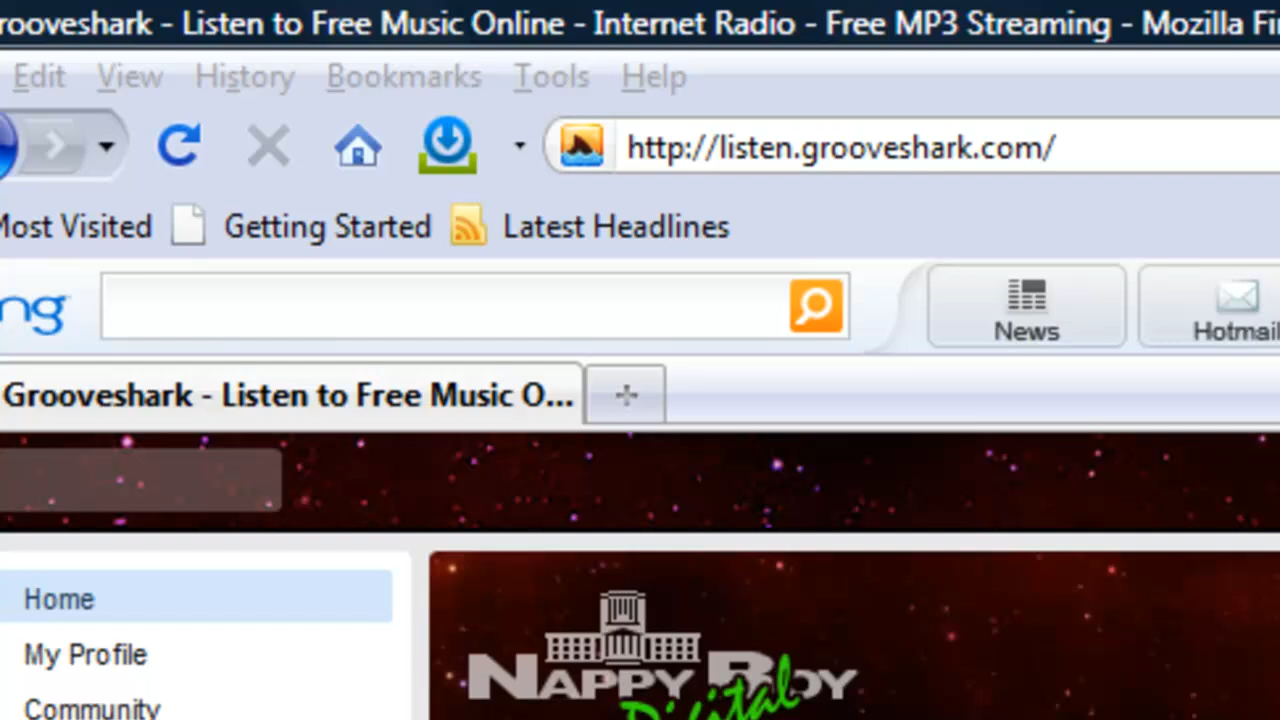 rooveshark - Listen to Free Music Online - Internet Radio - Free MP3 Streaming - Mozilla Fi
Edit View History Bookmarks Tools Help
http://listen.grooveshark.com/
Most Visited Getting Started Latest Headlines
ng
News Hotmail
Grooveshark - Listen to Free Music O...
Home
My Profile
Community
NAPPY BOY
Digital